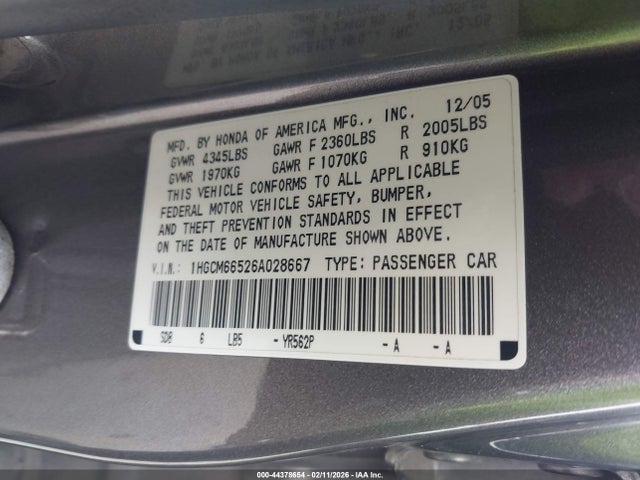 MFD. BY HONDA OF AMERICA MFG., INC. 12/05
GVWR 4345LBS GAWR F 2360LBS R 2005LBS
GVWR 1970KG GAWR F 1070KG R 910KG
THIS VEHICLE CONFORMS TO ALL APPLICABLE
FEDERAL MOTOR VEHICLE SAFETY, BUMPER,
AND THEFT PREVENTION STANDARDS IN EFFECT
ON THE DATE OF MANUFACTURE SHOWN ABOVE.
V.I.N.: 1HGCM66526A028667 TYPE: PASSENGER CAR
SDB 6 LB5 - YR562P - A - A
000-44378654 - 02/11/2026 - IAA Inc.